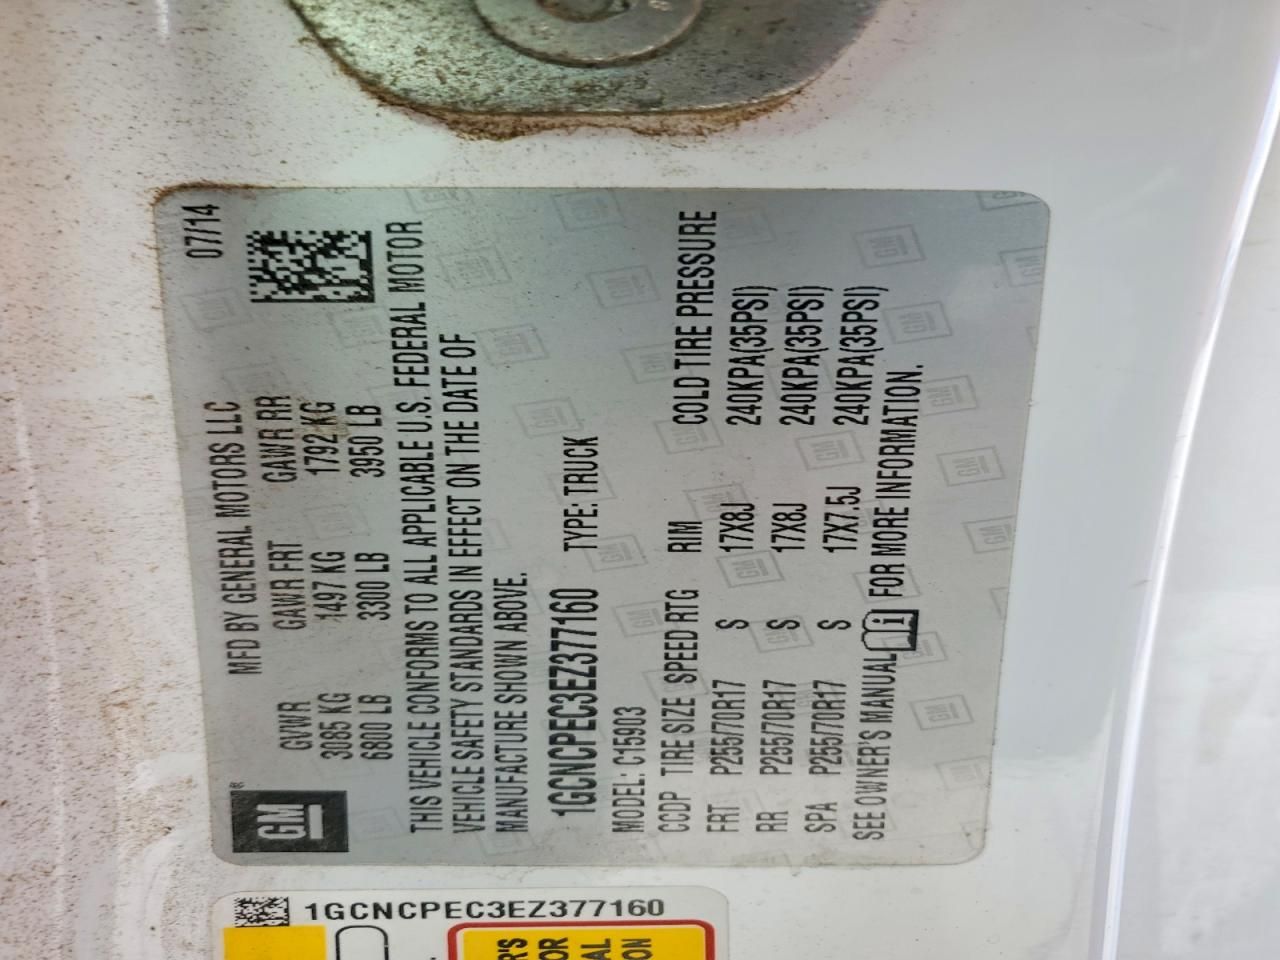 GM®
MFD BY GENERAL MOTORS LLC 07/14
GVWR GAWR FRT GAWR RR
3085 KG 1497 KG 1792 KG
6800 LB 3300 LB 3950 LB
THIS VEHICLE CONFORMS TO ALL APPLICABLE U.S. FEDERAL MOTOR
VEHICLE SAFETY STANDARDS IN EFFECT ON THE DATE OF
MANUFACTURE SHOWN ABOVE.
1GCNCPEC3EZ377160 TYPE: TRUCK
MODEL: C15903
CCDP TIRE SIZE SPEED RTG RIM COLD TIRE PRESSURE
FRT P255/70R17 S 17X8J 240KPA(35PSI)
RR P255/70R17 S 17X8J 240KPA(35PSI)
SPA P255/70R17 S 17X7.5J 240KPA(35PSI)
SEE OWNER'S MANUAL i FOR MORE INFORMATION.
1GCNCPEC3EZ377160
R'S
OR
AL
ON